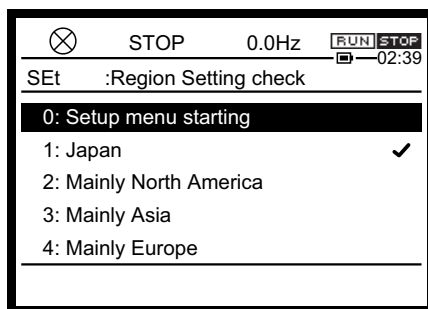 STOP 0.0Hz RUN STOP
02:39
SEt :Region Setting check
0: Setup menu starting
1: Japan
2: Mainly North America
3: Mainly Asia
4: Mainly Europe